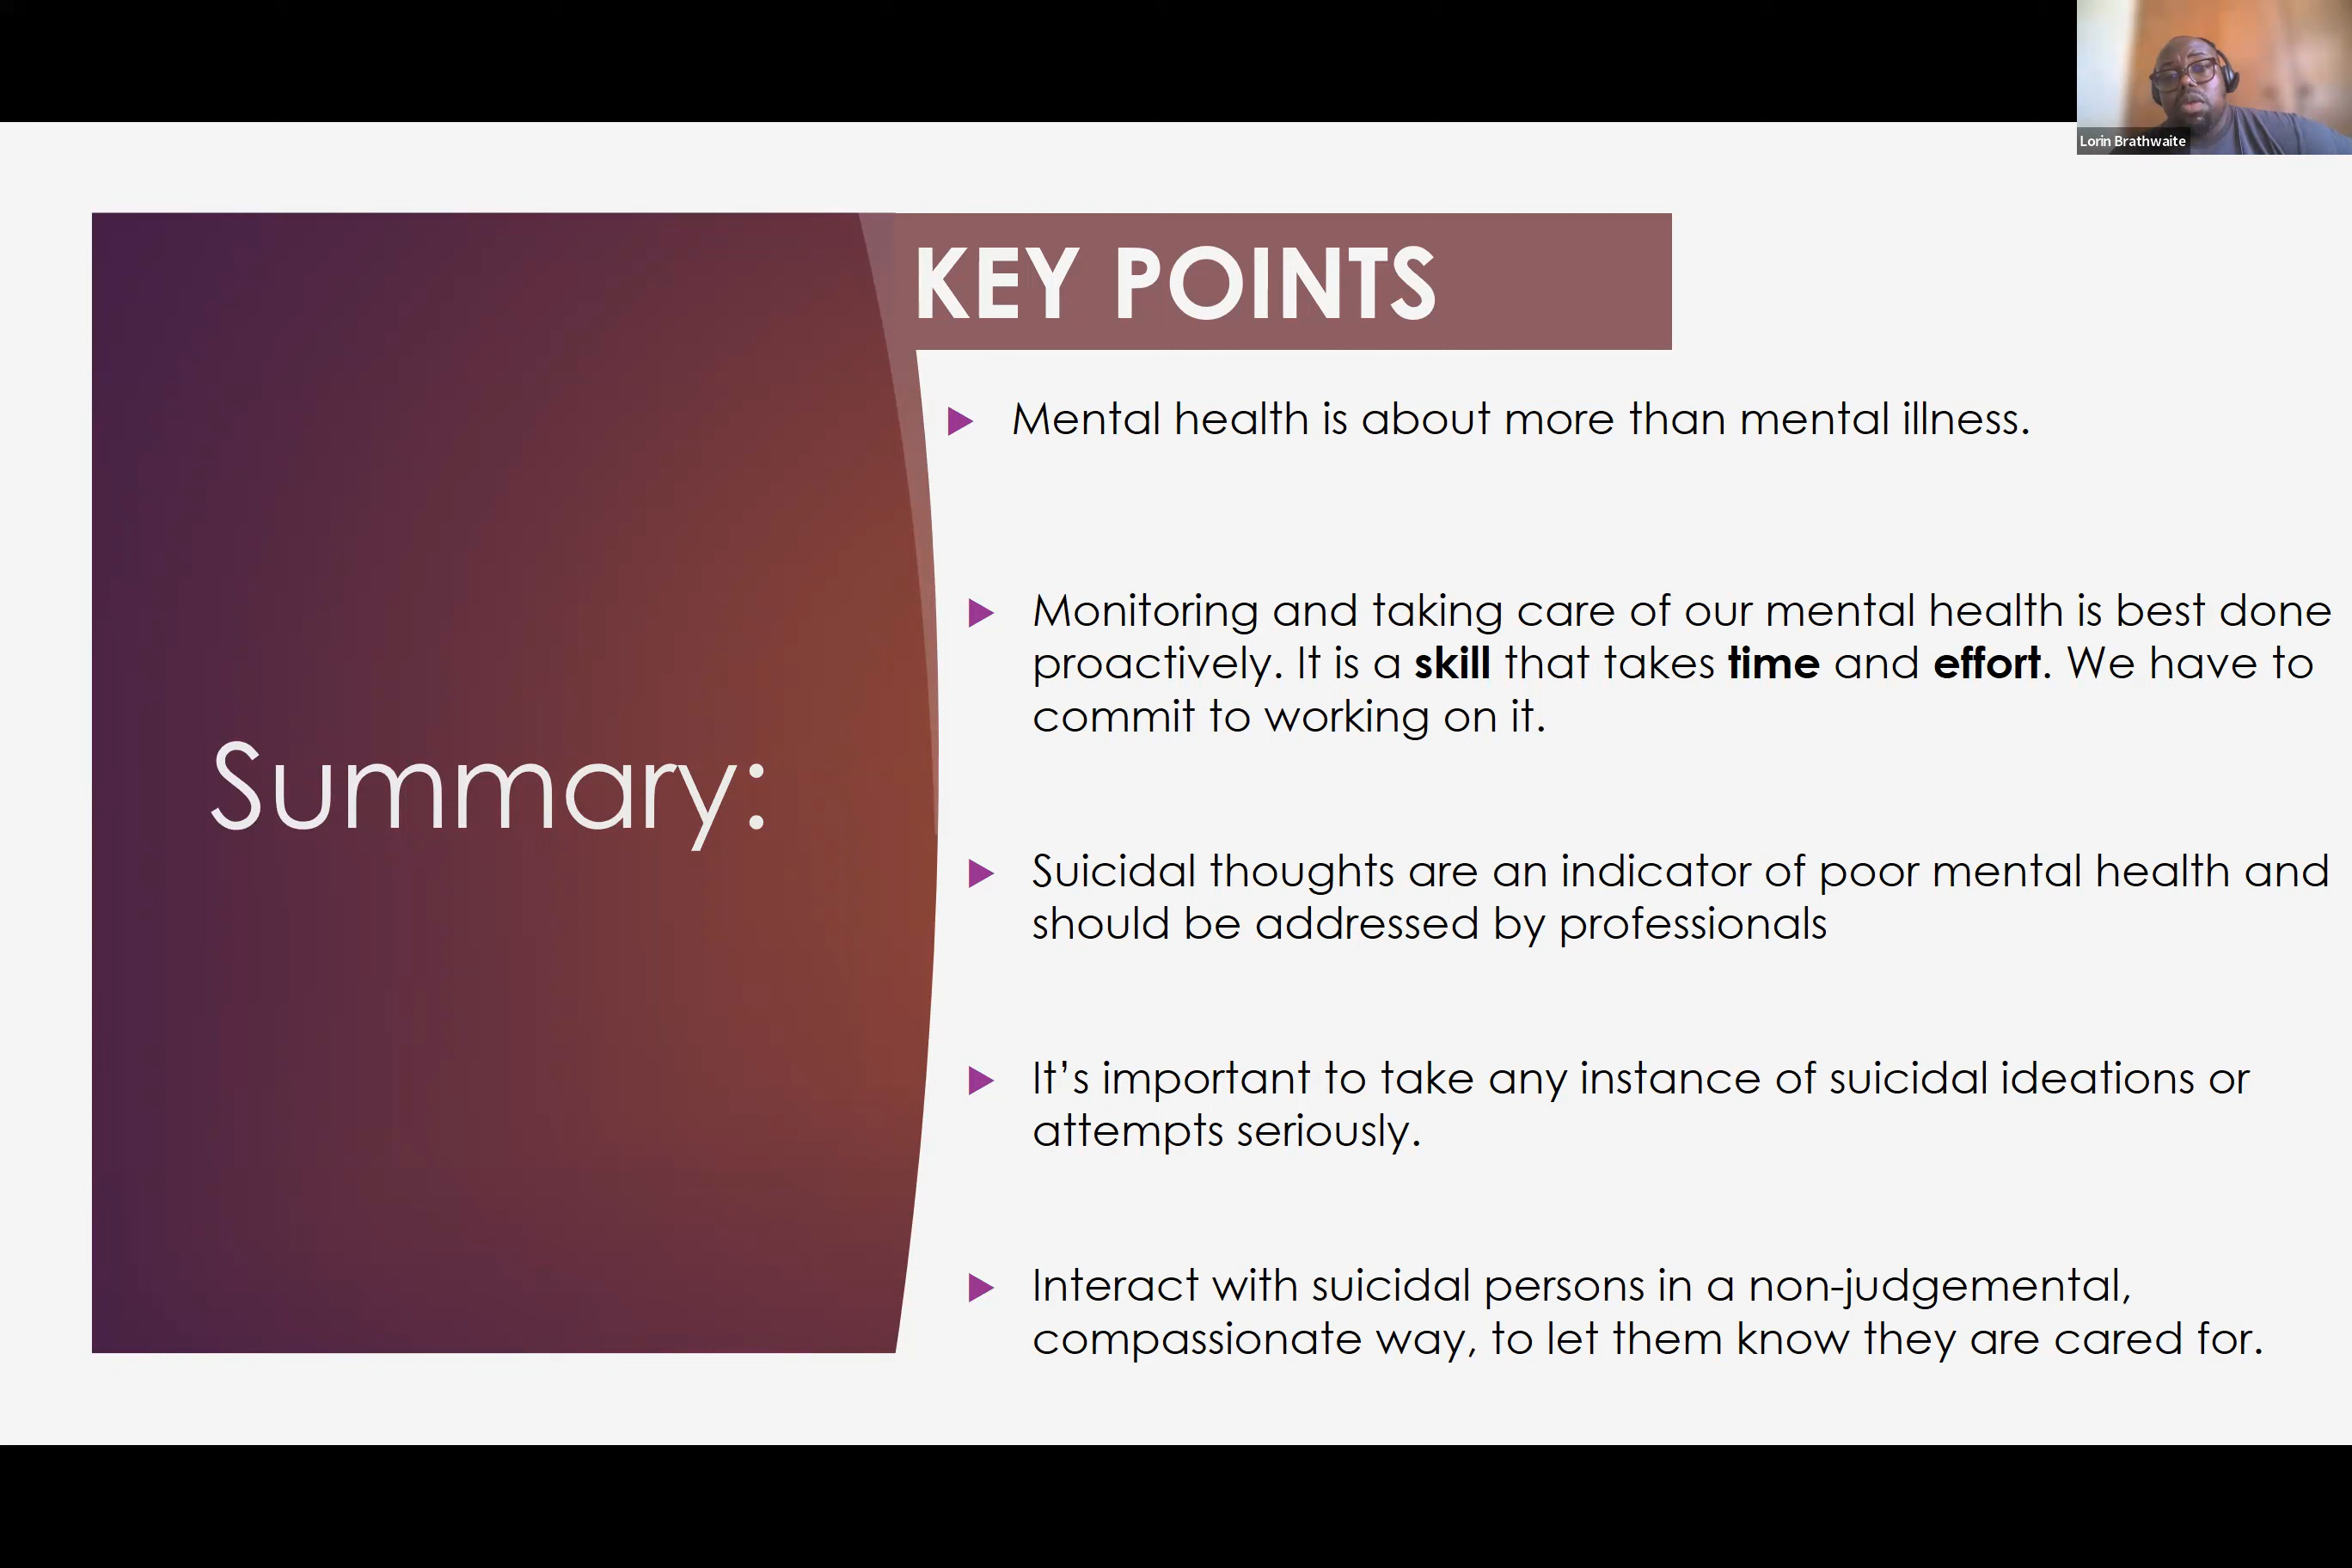 Lorin Brathwaite
KEY POINTS
Mental health is about more than mental illness.
Monitoring and taking care of our mental health is best done
proactively. It is a skill that takes time and effort. We have to
commit to working on it.
Summary:
Suicidal thoughts are an indicator of poor mental health and
should be addressed by professionals
It’s important to take any instance of suicidal ideations or
attempts seriously.
Interact with suicidal persons in a non-judgemental,
compassionate way, to let them know they are cared for.